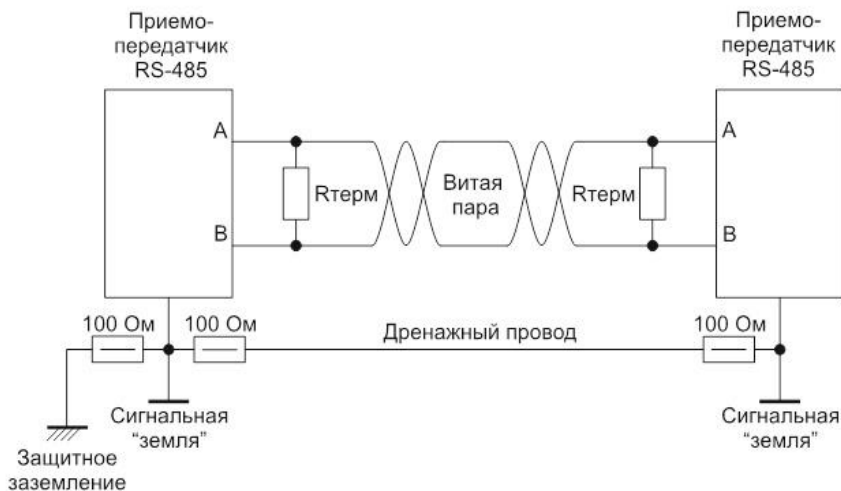 Приемо-
передатчик
RS-485
Приемо-
передатчик
RS-485
A
A
Rтерм
Витая
пара
Rтерм
B
B
100 Ом
100 Ом
Дренажный провод
100 Ом
Сигнальная
“земля”
Сигнальная
“земля”
Защитное
заземление